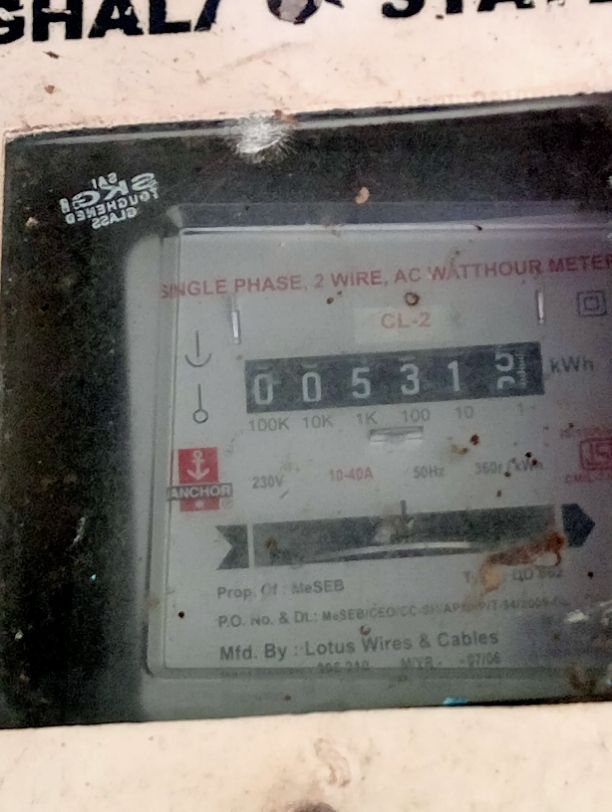 SKG
TOUGHENED
GLASS
SINGLE PHASE, 2 WIRE, AC WATTHOUR METER
CL-2
0 0 5 3 1 5 kWh
100K 10K 1K 100 10 1
ANCHOR
230V 10-40A 50Hz
Prop. Of : MeSEB
P.O. No. & Dt.:
Mfd. By : Lotus Wires & Cables